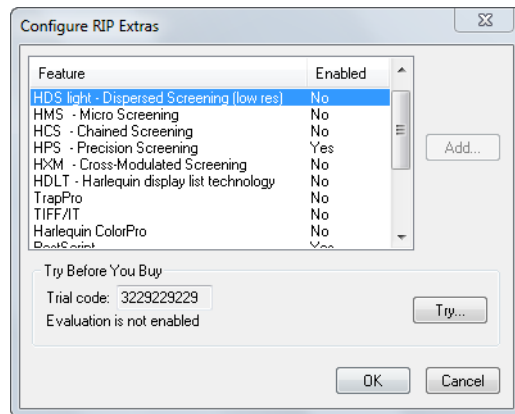 Configure RIP Extras
Feature Enabled
HDS light - Dispersed Screening (low res) No
HMS - Micro Screening No
HCS - Chained Screening No
HPS - Precision Screening Yes
HXM - Cross-Modulated Screening No
HDLT - Harlequin display list technology No
TrapPro No
TIFF/IT No
Harlequin ColorPro No
PostScript Yes
Add...
Try Before You Buy
Trial code: 3229229229
Evaluation is not enabled
Try...
OK Cancel